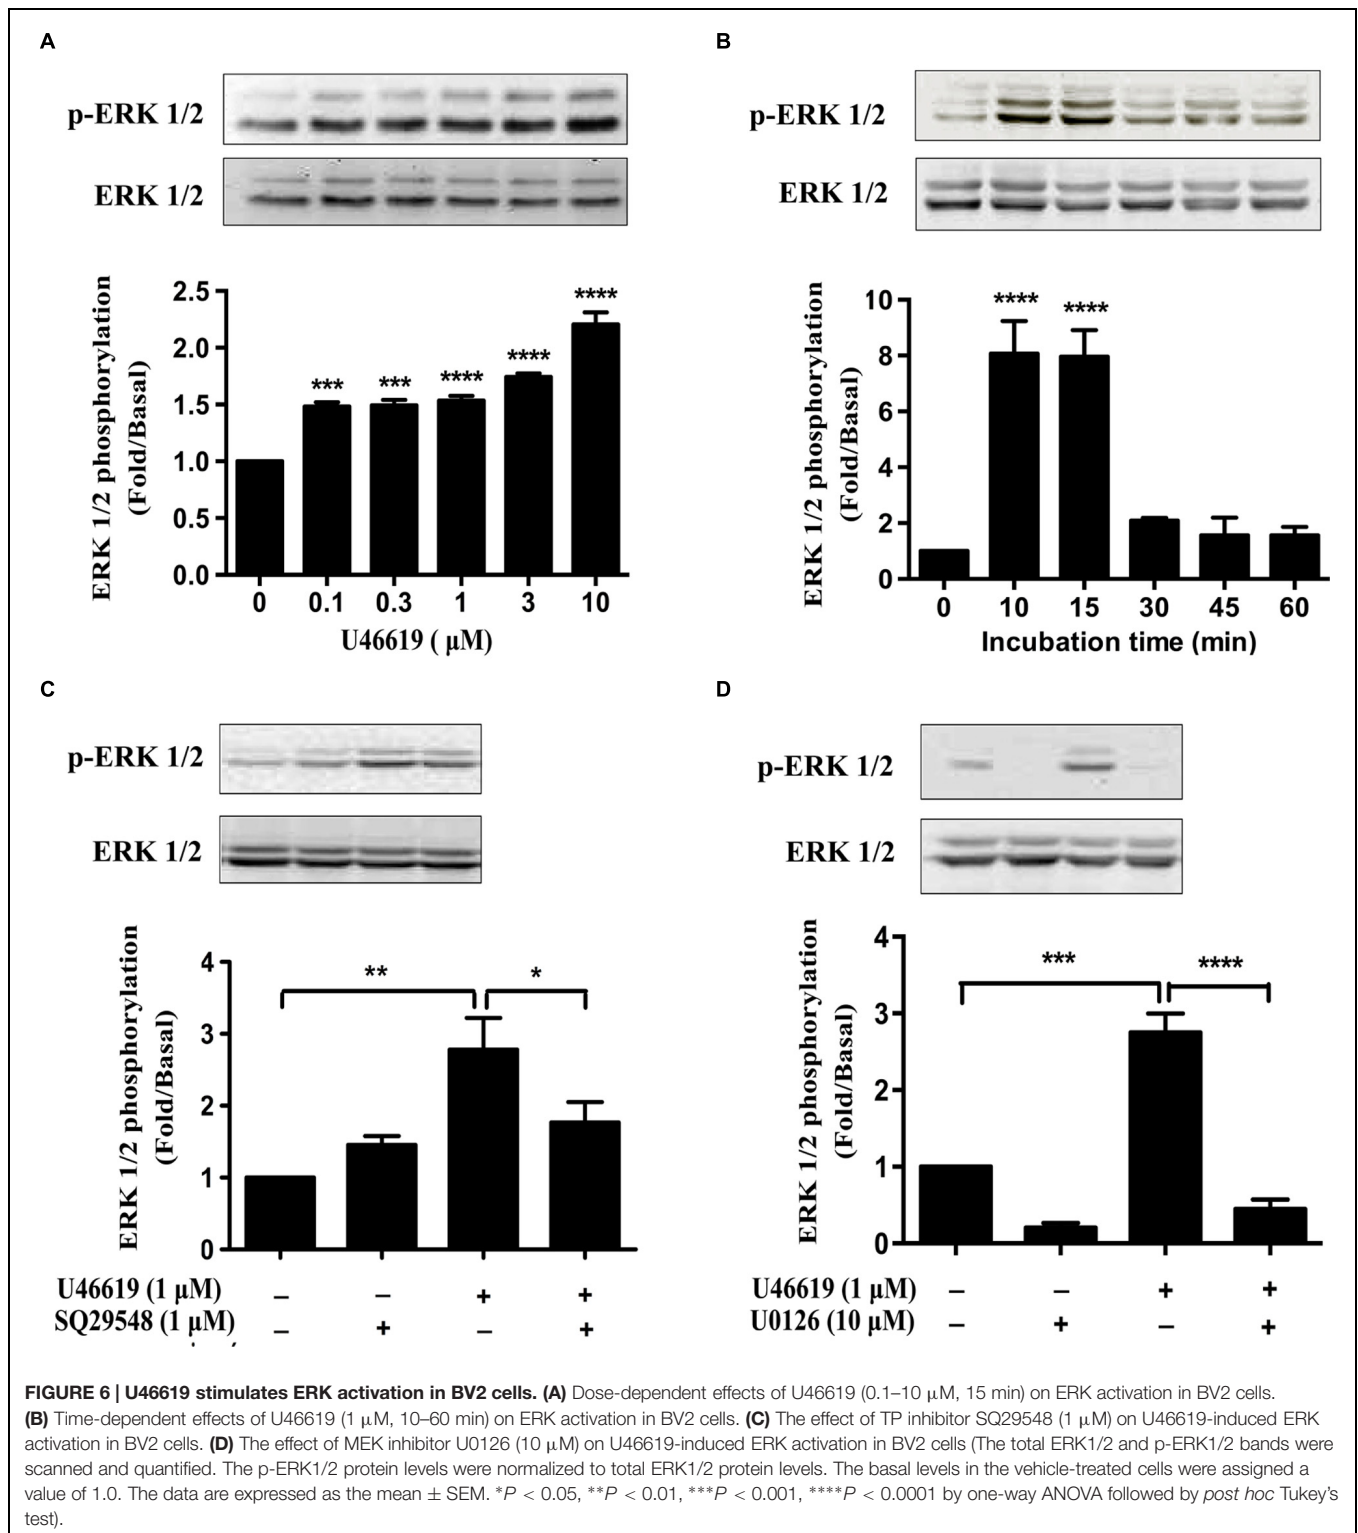 A
p-ERK 1/2
ERK 1/2
ERK 1/2 phosphorylation
(Fold/Basal)
2.5
2.0
1.5
1.0
0.5
0.0
*** *** **** **** ****
0 0.1 0.3 1 3 10
U46619 ( μM)
B
p-ERK 1/2
ERK 1/2
ERK 1/2 phosphorylation
(Fold/Basal)
10
8
6
4
2
0
**** ****
0 10 15 30 45 60
Incubation time (min)
C
p-ERK 1/2
ERK 1/2
ERK 1/2 phosphorylation
(Fold/Basal)
4
3
2
1
0
** *
U46619 (1 μM) – – + +
SQ29548 (1 μM) – + – +
D
p-ERK 1/2
ERK 1/2
ERK 1/2 phosphorylation
(Fold/Basal)
4
3
2
1
0
*** ****
U46619 (1 μM) – – + +
U0126 (10 μM) – + – +
FIGURE 6 | U46619 stimulates ERK activation in BV2 cells. (A) Dose-dependent effects of U46619 (0.1–10 μM, 15 min) on ERK activation in BV2 cells.
(B) Time-dependent effects of U46619 (1 μM, 10–60 min) on ERK activation in BV2 cells. (C) The effect of TP inhibitor SQ29548 (1 μM) on U46619-induced ERK
activation in BV2 cells. (D) The effect of MEK inhibitor U0126 (10 μM) on U46619-induced ERK activation in BV2 cells (The total ERK1/2 and p-ERK1/2 bands were
scanned and quantified. The p-ERK1/2 protein levels were normalized to total ERK1/2 protein levels. The basal levels in the vehicle-treated cells were assigned a
value of 1.0. The data are expressed as the mean ± SEM. *P < 0.05, **P < 0.01, ***P < 0.001, ****P < 0.0001 by one-way ANOVA followed by post hoc Tukey's
test).